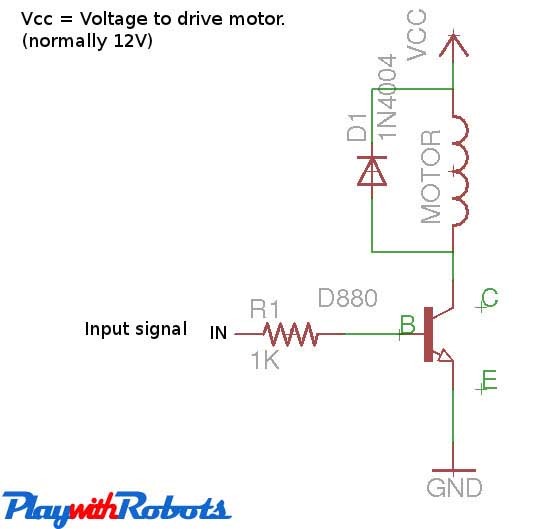 Vcc = Voltage to drive motor.
(normally 12V)
VCC
D1
1N4004
MOTOR
D880
R1
Input signal
IN
1K
B
C
E
GND
PlaywithRobots